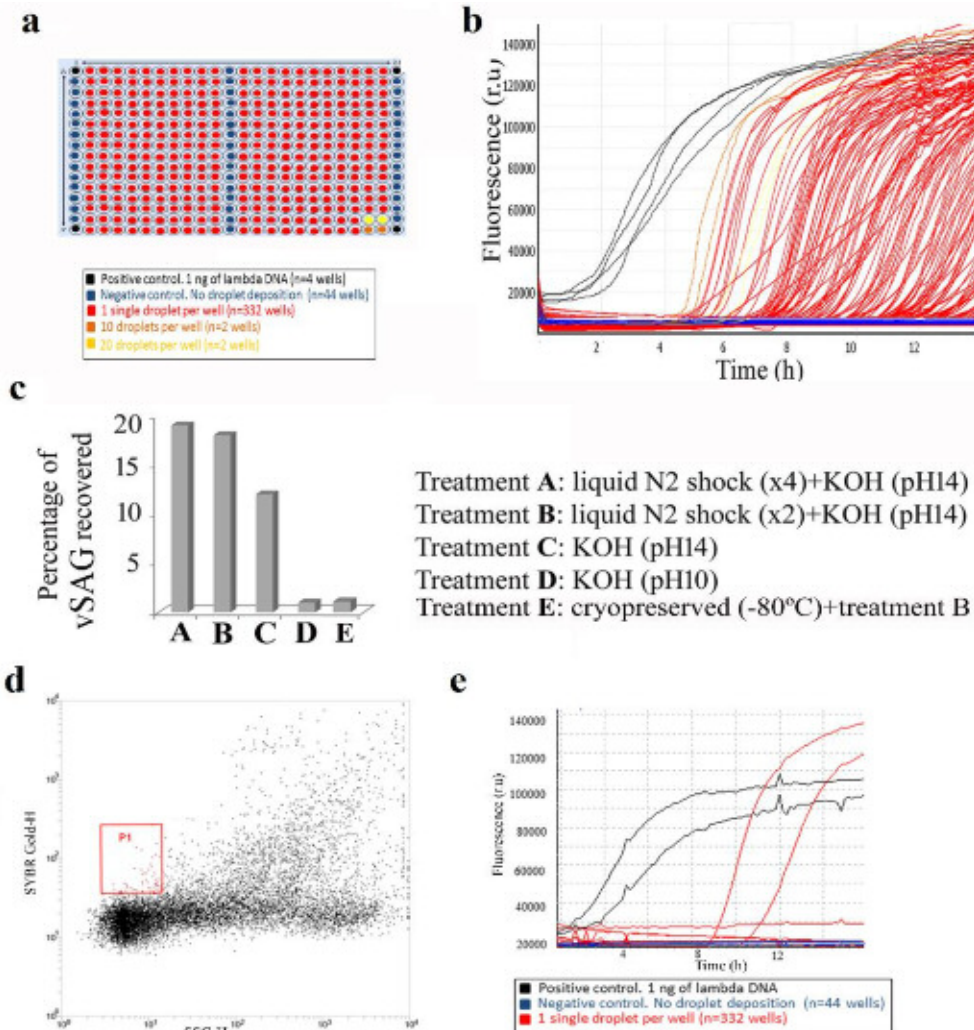 a
Positive control. 1 ng of lambda DNA (n=4 wells)
Negative control. No droplet deposition (n=44 wells)
1 single droplet per well (n=332 wells)
10 droplets per well (n=2 wells)
20 droplets per well (n=2 wells)
b
Fluorescence (r.u)
140000
120000
100000
80000
60000
40000
20000
2 4 6 8 10 12
Time (h)
c
Percentage of
vSAG recovered
20
15
10
5
A B C D E
Treatment A: liquid N2 shock (x4)+KOH (pH14)
Treatment B: liquid N2 shock (x2)+KOH (pH14)
Treatment C: KOH (pH14)
Treatment D: KOH (pH10)
Treatment E: cryopreserved (-80ºC)+treatment B
d
SYBR Gold-H
P1
e
Fluorescence (r.u)
140000
120000
100000
80000
60000
40000
20000
4 8 12
Time (h)
Positive control. 1 ng of lambda DNA
Negative control. No droplet deposition (n=44 wells)
1 single droplet per well (n=332 wells)